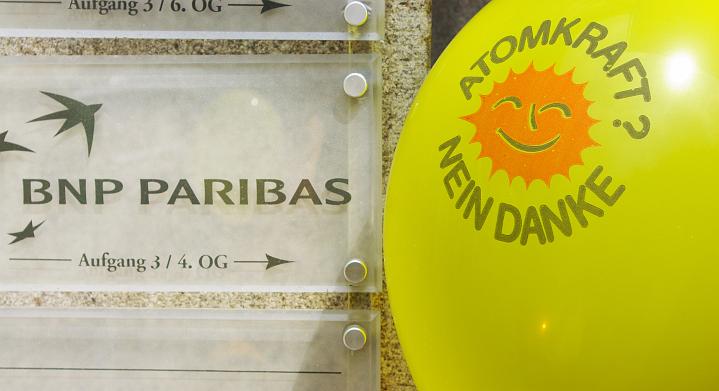 Aufgang 3 / 6. OG
BNP PARIBAS
Aufgang 3 / 4. OG
ATOMKRAFT ?
NEIN DANKE